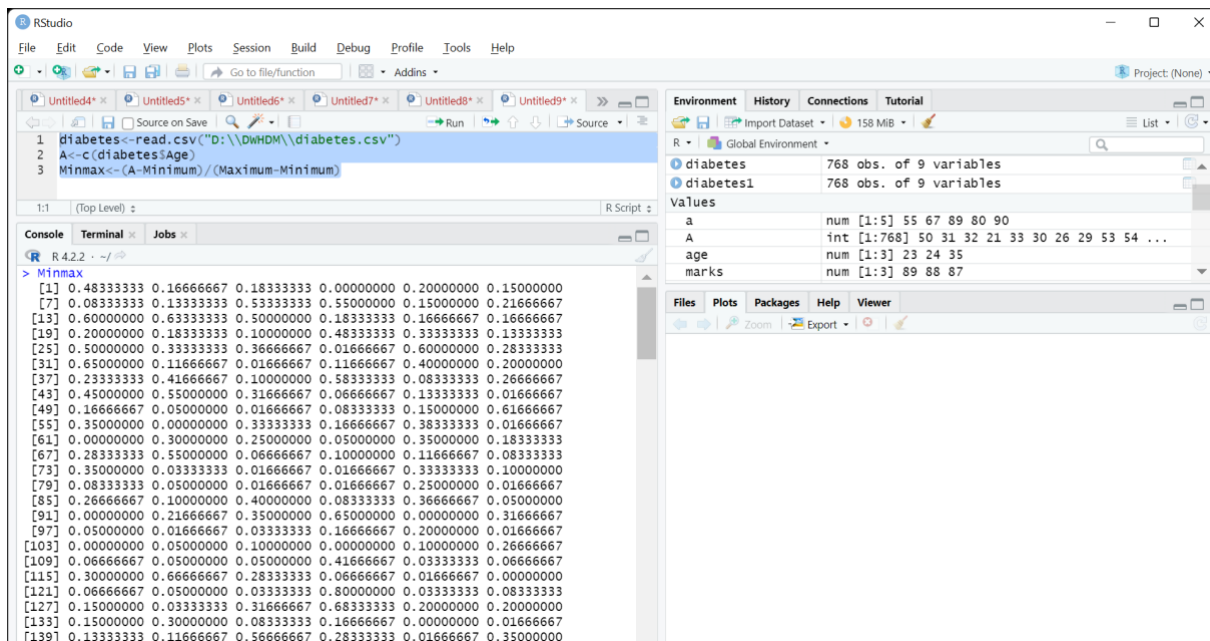 RStudio
File Edit Code View Plots Session Build Debug Profile Tools Help
Go to file/function Addins Project: (None)
Untitled4* Untitled5* Untitled6* Untitled7* Untitled8* Untitled9*
Source on Save Run Source
1 diabetes<-read.csv("D:\\DWHDM\\diabetes.csv")
2 A<-c(diabetes$Age)
3 Minmax<-(A-Minimum)/(Maximum-Minimum)
1:1 (Top Level) R Script
Console Terminal Jobs
R 4.2.2 · ~/
> Minmax
[1] 0.48333333 0.16666667 0.18333333 0.00000000 0.20000000 0.15000000
[7] 0.08333333 0.13333333 0.53333333 0.55000000 0.15000000 0.21666667
[13] 0.60000000 0.63333333 0.50000000 0.18333333 0.16666667 0.16666667
[19] 0.20000000 0.18333333 0.10000000 0.48333333 0.33333333 0.13333333
[25] 0.50000000 0.33333333 0.36666667 0.01666667 0.60000000 0.28333333
[31] 0.65000000 0.11666667 0.01666667 0.11666667 0.40000000 0.20000000
[37] 0.23333333 0.41666667 0.10000000 0.58333333 0.08333333 0.26666667
[43] 0.45000000 0.55000000 0.31666667 0.06666667 0.13333333 0.01666667
[49] 0.16666667 0.05000000 0.01666667 0.08333333 0.15000000 0.61666667
[55] 0.35000000 0.00000000 0.33333333 0.16666667 0.38333333 0.01666667
[61] 0.00000000 0.30000000 0.25000000 0.05000000 0.35000000 0.18333333
[67] 0.28333333 0.55000000 0.06666667 0.10000000 0.11666667 0.08333333
[73] 0.35000000 0.03333333 0.01666667 0.01666667 0.33333333 0.10000000
[79] 0.08333333 0.05000000 0.01666667 0.01666667 0.25000000 0.01666667
[85] 0.26666667 0.10000000 0.40000000 0.08333333 0.36666667 0.05000000
[91] 0.00000000 0.21666667 0.35000000 0.65000000 0.00000000 0.31666667
[97] 0.05000000 0.01666667 0.03333333 0.16666667 0.20000000 0.01666667
[103] 0.00000000 0.05000000 0.10000000 0.00000000 0.10000000 0.26666667
[109] 0.06666667 0.05000000 0.05000000 0.41666667 0.03333333 0.06666667
[115] 0.30000000 0.66666667 0.28333333 0.06666667 0.01666667 0.00000000
[121] 0.06666667 0.05000000 0.03333333 0.80000000 0.03333333 0.08333333
[127] 0.15000000 0.03333333 0.31666667 0.68333333 0.20000000 0.20000000
[133] 0.15000000 0.30000000 0.08333333 0.16666667 0.00000000 0.01666667
[139] 0.13333333 0.11666667 0.56666667 0.28333333 0.01666667 0.35000000
Environment History Connections Tutorial
Import Dataset 158 MiB List
R Global Environment
diabetes 768 obs. of 9 variables
diabetes1 768 obs. of 9 variables
Values
a num [1:5] 55 67 89 80 90
A int [1:768] 50 31 32 21 33 30 26 29 53 54 ...
age num [1:3] 23 24 35
marks num [1:3] 89 88 87
Files Plots Packages Help Viewer
Zoom Export